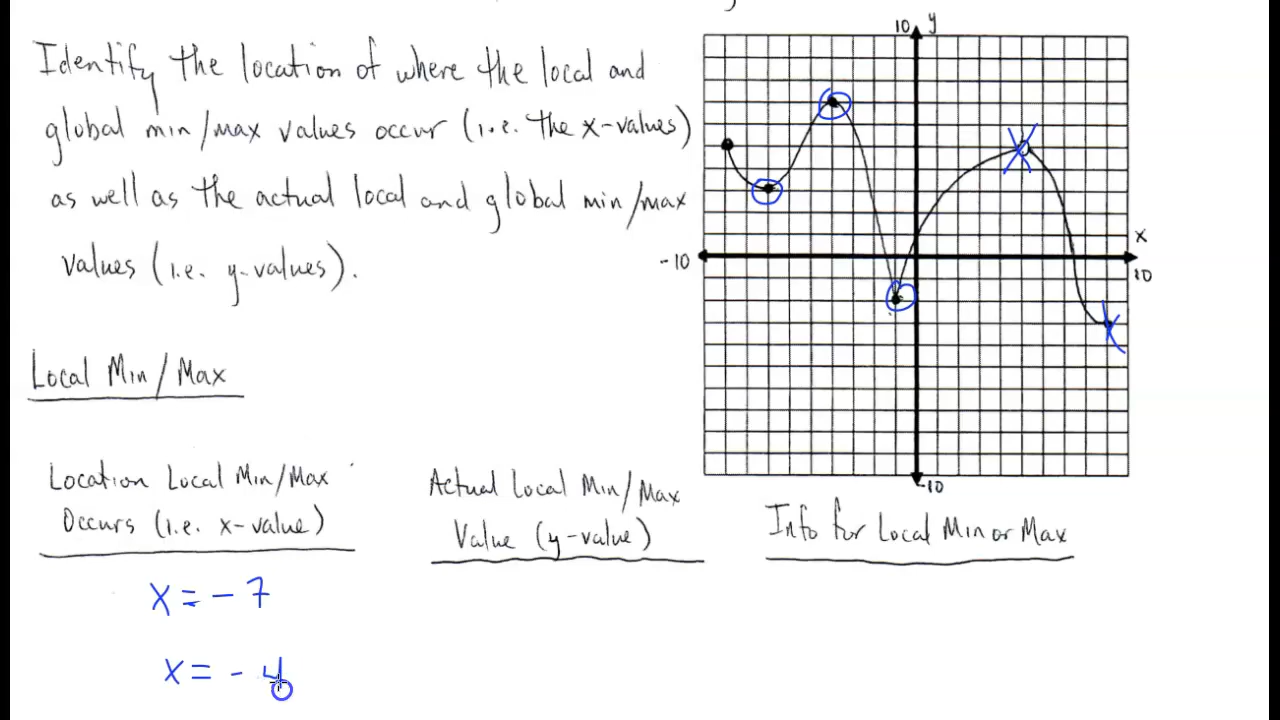 Identify the location of where the local and
global min/max values occur (i.e. the x-values)
as well as the actual local and global min/max
values (i.e. y-values).
10 y
x
-10
10
-10
Local Min/Max
Location Local Min/Max
Occurs (i.e. x-value)
Actual Local Min/Max
Value (y-value)
Info for Local Min or Max
x = -7
x = -4